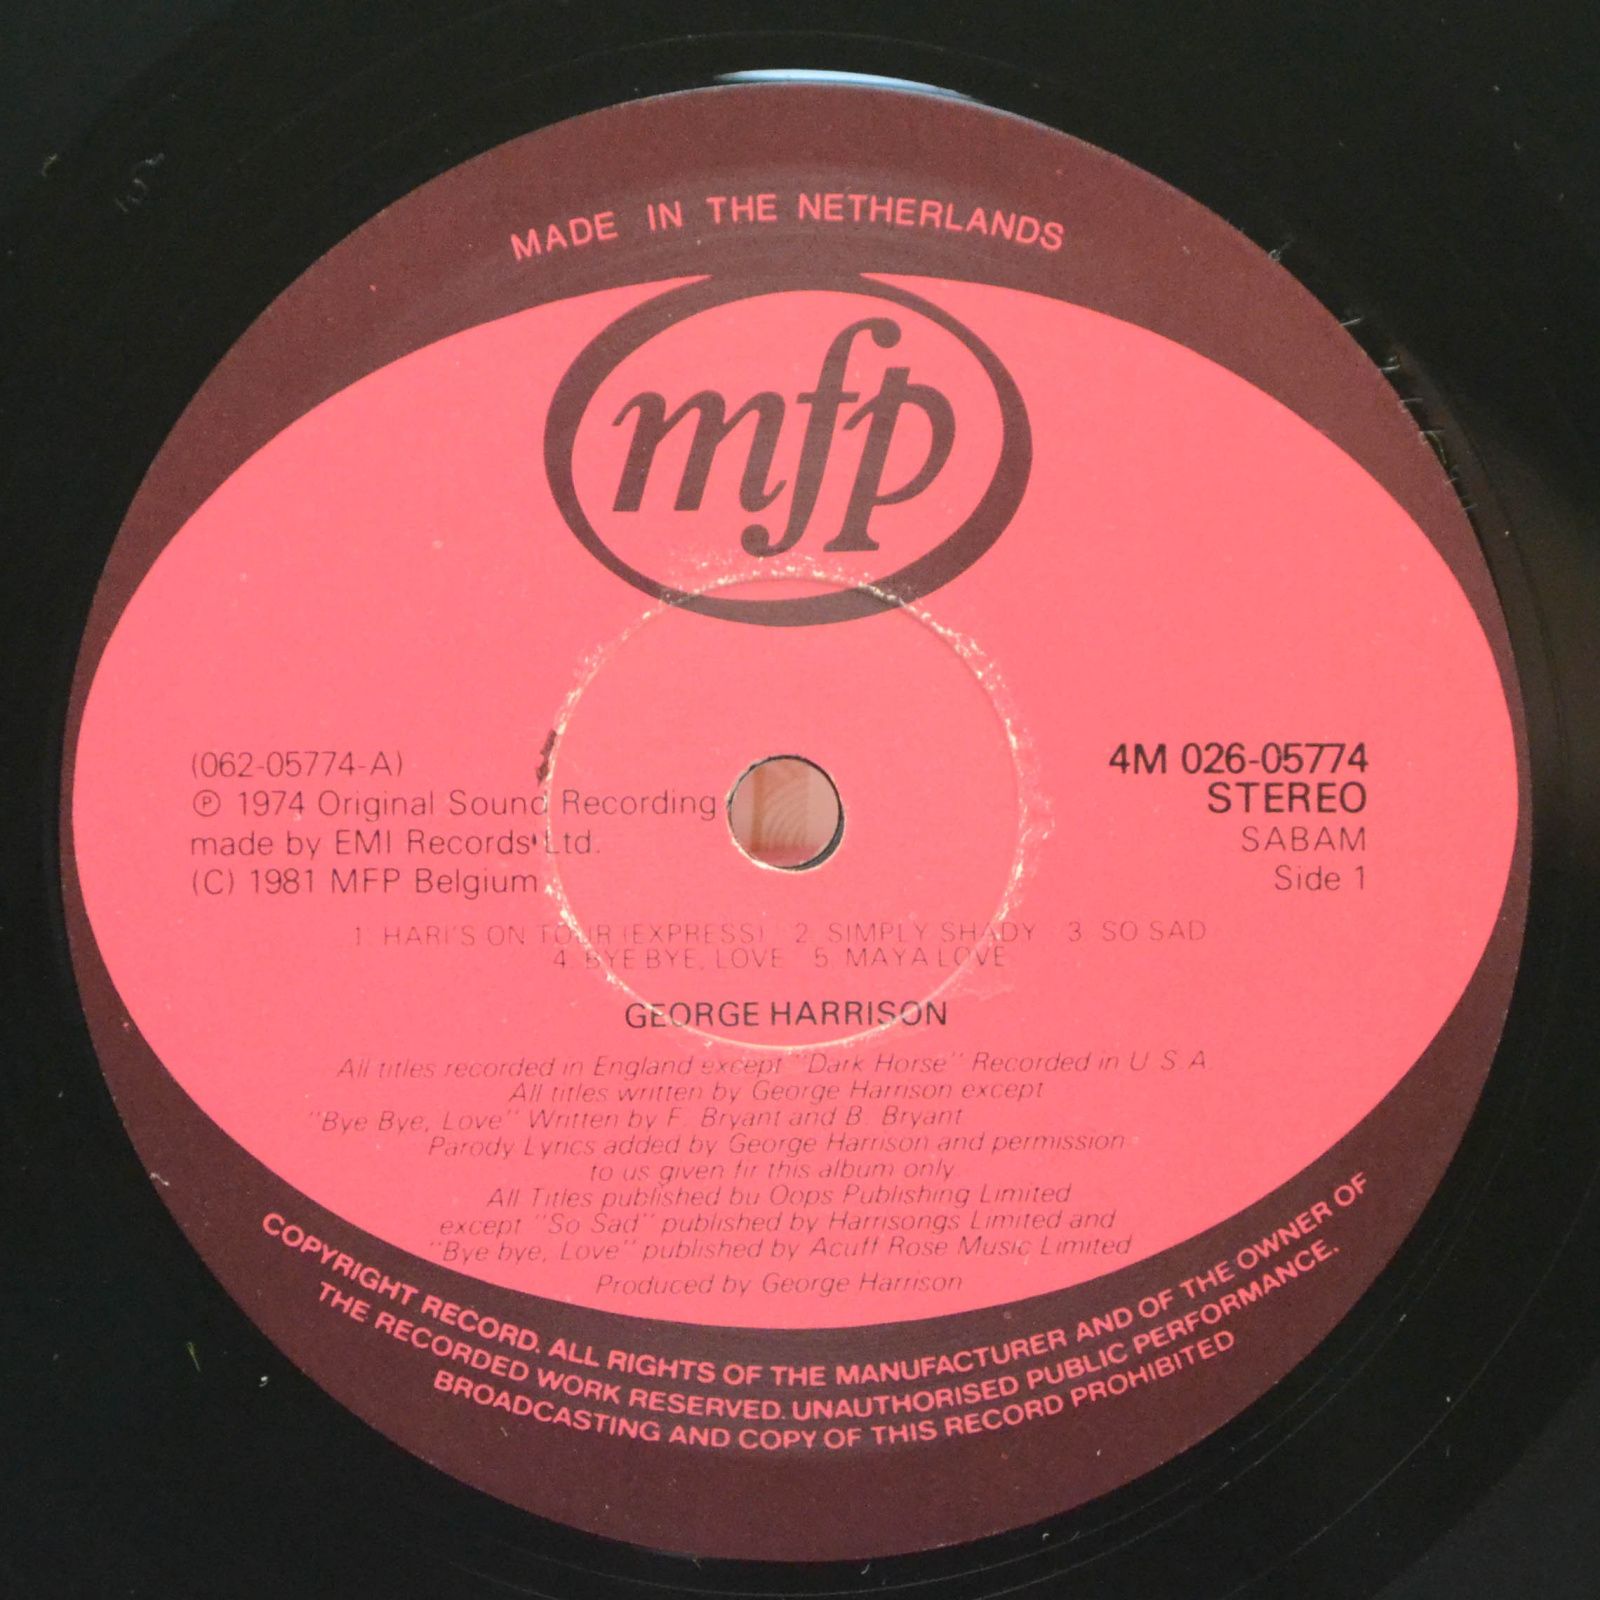 MADE IN THE NETHERLANDS
mfp
(062-05774-A)
℗ 1974 Original Sound Recording
made by EMI Records Ltd.
(C) 1981 MFP Belgium
4M 026-05774
STEREO
SABAM
Side 1
1. HARI'S ON TOUR (EXPRESS) 2. SIMPLY SHADY 3. SO SAD
4. BYE BYE, LOVE 5. MAYA LOVE
GEORGE HARRISON
All titles recorded in England except "Dark Horse" Recorded in U.S.A.
All titles written by George Harrison except
"Bye Bye, Love" Written by F. Bryant and B. Bryant
Parody Lyrics added by George Harrison and permission
to us given fir this album only
All Titles published bu Oops Publishing Limited
except "So Sad" published by Harrisongs Limited and
"Bye bye, Love" published by Acuff Rose Music Limited
Produced by George Harrison
COPYRIGHT RECORD. ALL RIGHTS OF THE MANUFACTURER AND OF THE OWNER OF
THE RECORDED WORK RESERVED. UNAUTHORISED PUBLIC PERFORMANCE.
BROADCASTING AND COPY OF THIS RECORD PROHIBITED